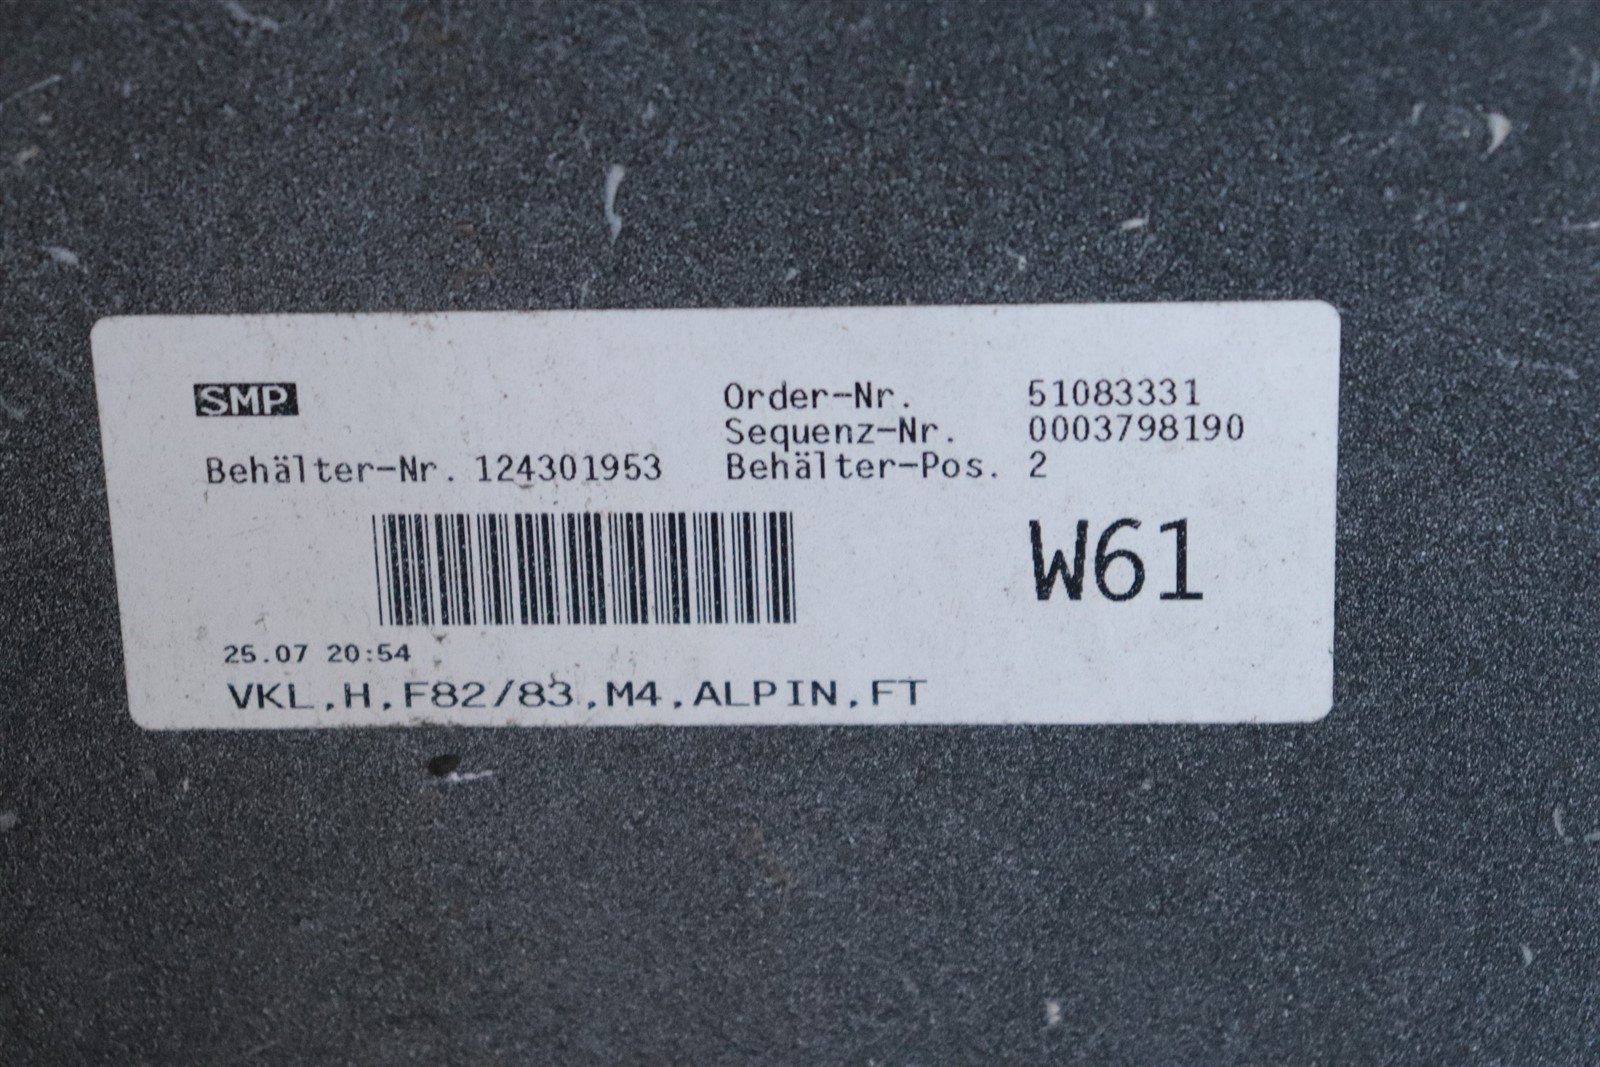 SMP
Order-Nr. 51083331
Sequenz-Nr. 0003798190
Behälter-Nr. 124301953 Behälter-Pos. 2
W61
25.07 20:54
VKL,H,F82/83,M4,ALPIN,FT